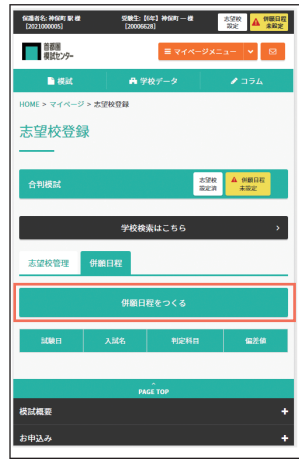 保護者名: 神保町 駅 様
[2021000005]
受験生: [6年] 神保町 一 様
[20006628]
志望校
設定
併願日程
未設定
首都圏
模試センター
マイページメニュー
模試
学校データ
コラム
HOME > マイページ > 志望校登録
志望校登録
合判模試
志望校
設定済
併願日程
未設定
学校検索はこちら
志望校管理
併願日程
併願日程をつくる
試験日
入試名
判定科目
偏差値
PAGE TOP
模試概要
+
お申込み
+